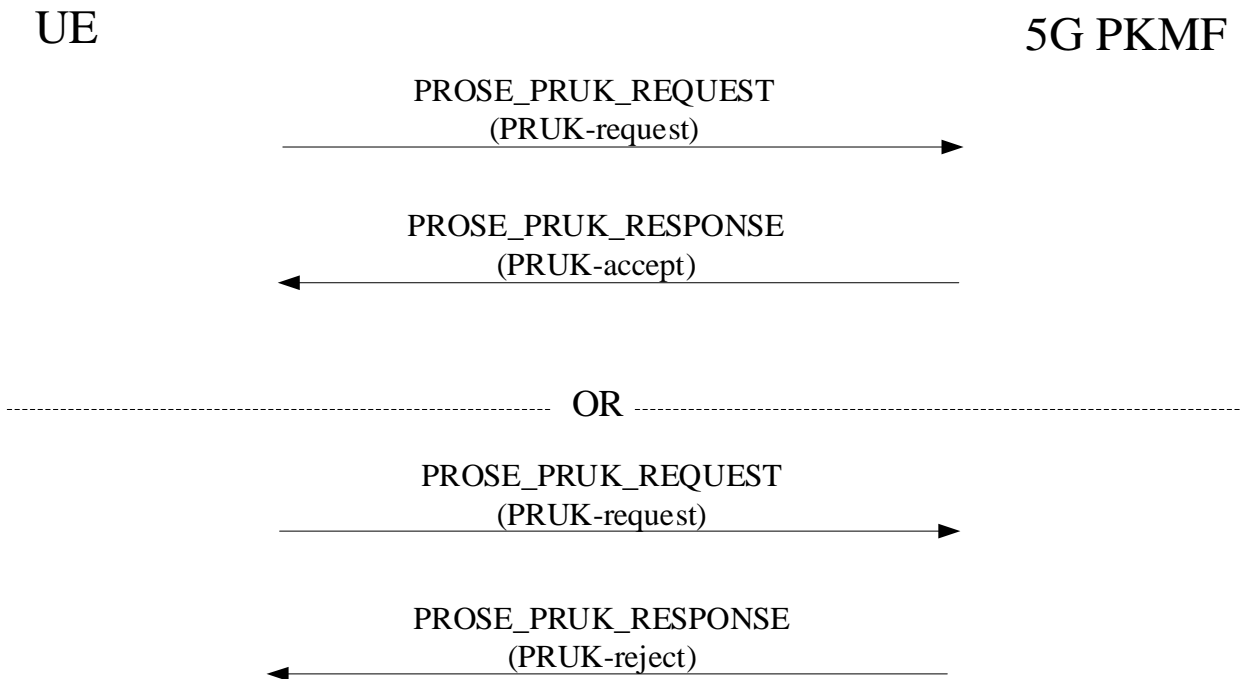 UE
5G PKMF
PROSE_PRUK_REQUEST
(PRUK-request)
PROSE_PRUK_RESPONSE
(PRUK-accept)
OR
PROSE_PRUK_REQUEST
(PRUK-request)
PROSE_PRUK_RESPONSE
(PRUK-reject)